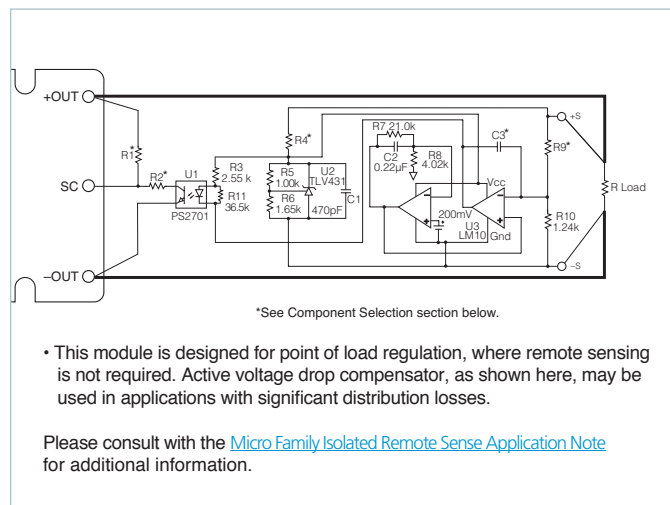 +OUT
SC
–OUT
R1*
R2*
U1
PS2701
R3
2.55 k
R11
36.5k
R4*
R5
1.00k
R6
1.65k
U2
TLV431
470pF
C1
R7 21.0k
C2
0.22µF
R8
4.02k
C3*
Vcc
200mV
U3
LM10
Gnd
R9*
R10
1.24k
+S
–S
R Load
*See Component Selection section below.
• This module is designed for point of load regulation, where remote sensing
is not required. Active voltage drop compensator, as shown here, may be
used in applications with significant distribution losses.
Please consult with the Micro Family Isolated Remote Sense Application Note
for additional information.